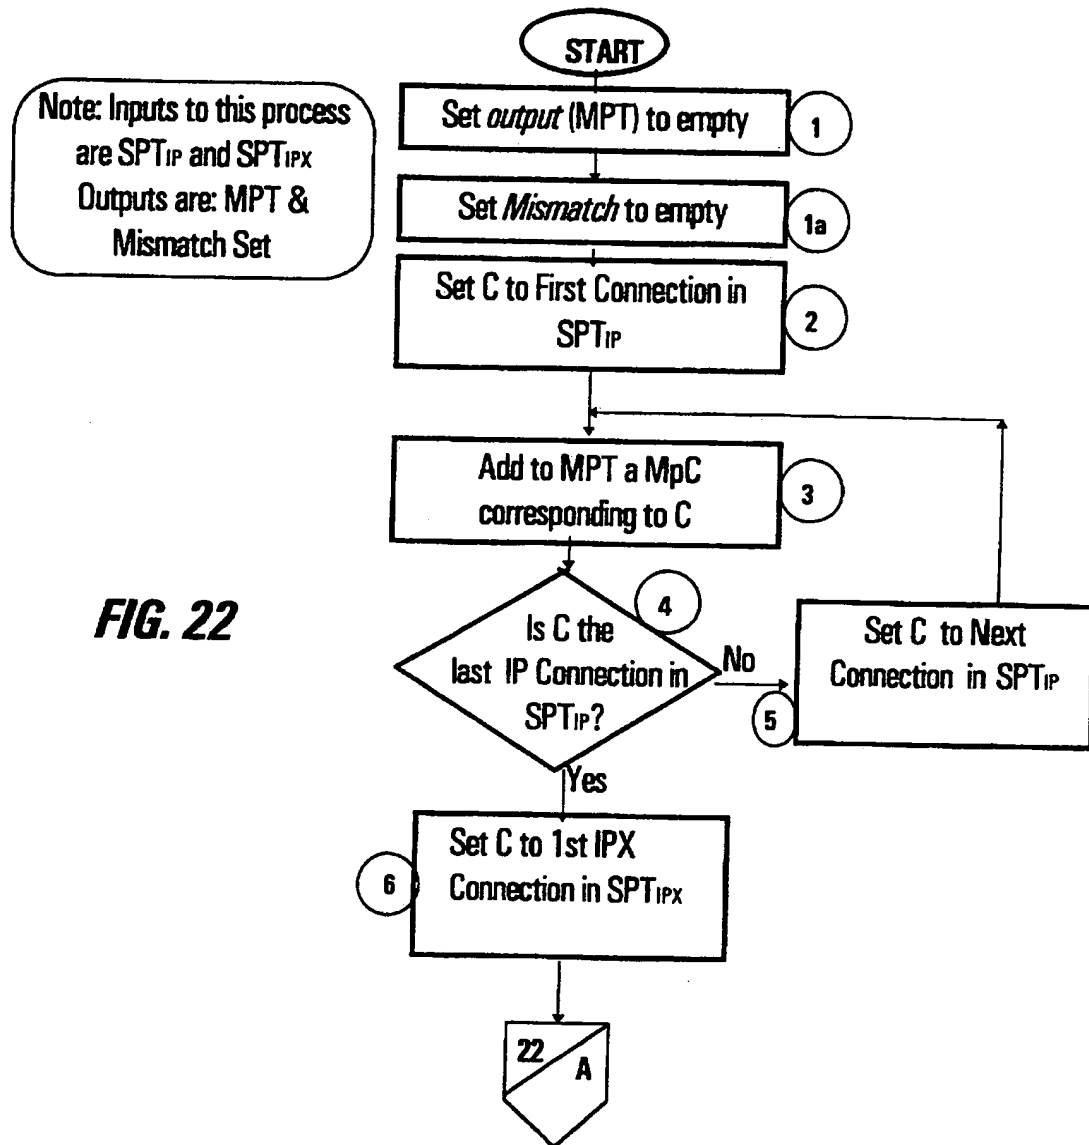 START
Note: Inputs to this process
are SPTIP and SPTIPX
Outputs are: MPT &
Mismatch Set
Set output (MPT) to empty
1
Set Mismatch to empty
1a
Set C to First Connection in
SPTIP
2
Add to MPT a MpC
corresponding to C
3
FIG. 22
4
Is C the
last IP Connection in
SPTIP?
No
5
Set C to Next
Connection in SPTIP
Yes
6
Set C to 1st IPX
Connection in SPTIPX
22
A